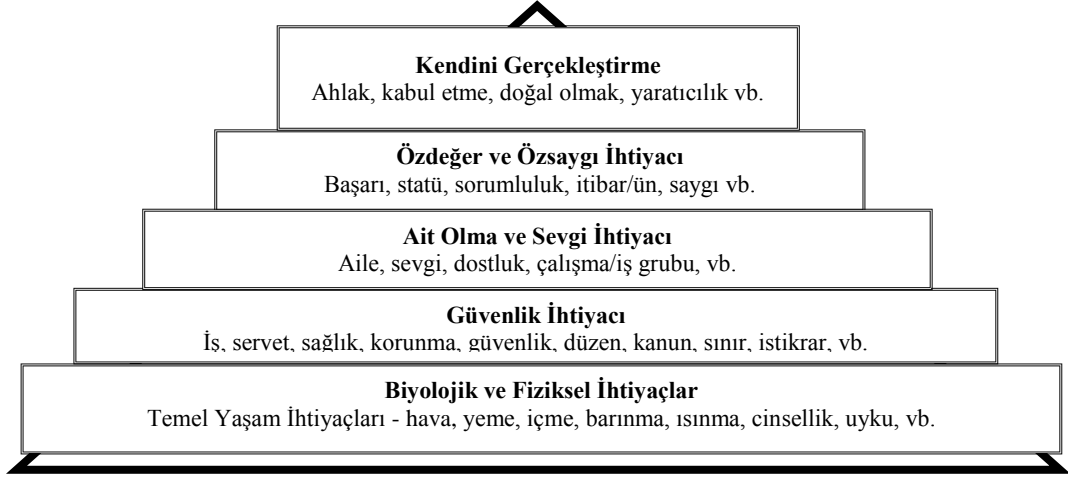 Kendini Gerçekleştirme
Ahlak, kabul etme, doğal olmak, yaratıcılık vb.
Özdeğer ve Özsaygı İhtiyacı
Başarı, statü, sorumluluk, itibar/ün, saygı vb.
Ait Olma ve Sevgi İhtiyacı
Aile, sevgi, dostluk, çalışma/iş grubu, vb.
Güvenlik İhtiyacı
İş, servet, sağlık, korunma, güvenlik, düzen, kanun, sınır, istikrar, vb.
Biyolojik ve Fiziksel İhtiyaçlar
Temel Yaşam İhtiyaçları - hava, yeme, içme, barınma, ısınma, cinsellik, uyku, vb.